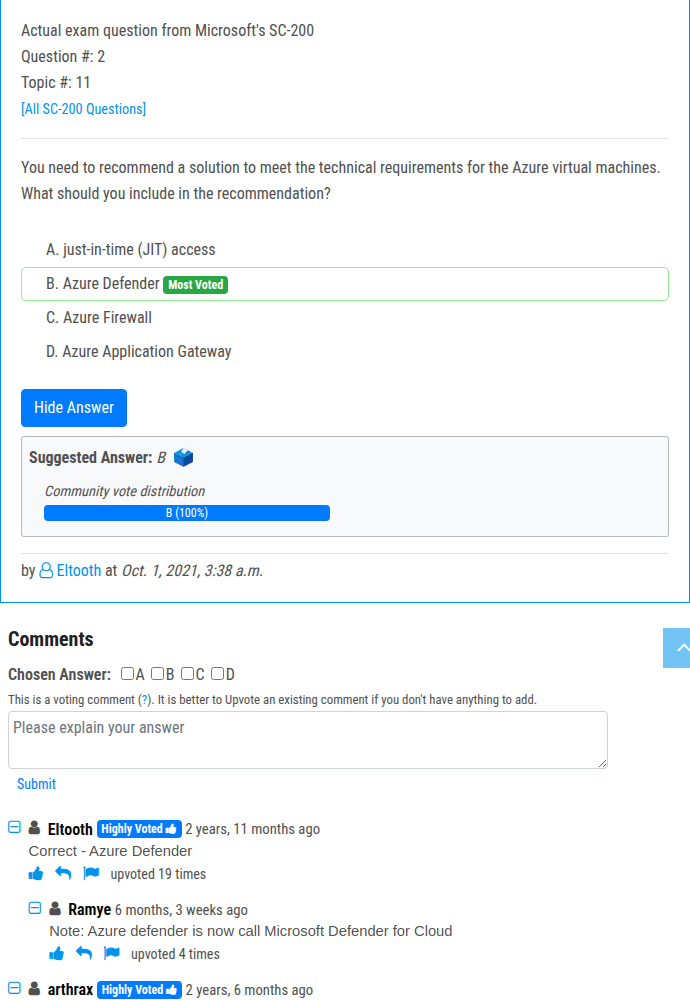 Actual exam question from Microsoft's SC-200
Question #: 2
Topic #: 11
[All SC-200 Questions]
You need to recommend a solution to meet the technical requirements for the Azure virtual machines.
What should you include in the recommendation?
A. just-in-time (JIT) access
B. Azure Defender Most Voted
C. Azure Firewall
D. Azure Application Gateway
Hide Answer
Suggested Answer: B
Community vote distribution
B (100%)
by Eltooth at Oct. 1, 2021, 3:38 a.m.
Comments
Chosen Answer: A B C D
This is a voting comment (?). It is better to Upvote an existing comment if you don't have anything to add.
Please explain your answer
Submit
Eltooth Highly Voted 2 years, 11 months ago
Correct - Azure Defender
upvoted 19 times
Ramye 6 months, 3 weeks ago
Note: Azure defender is now call Microsoft Defender for Cloud
upvoted 4 times
arthrax Highly Voted 2 years, 6 months ago